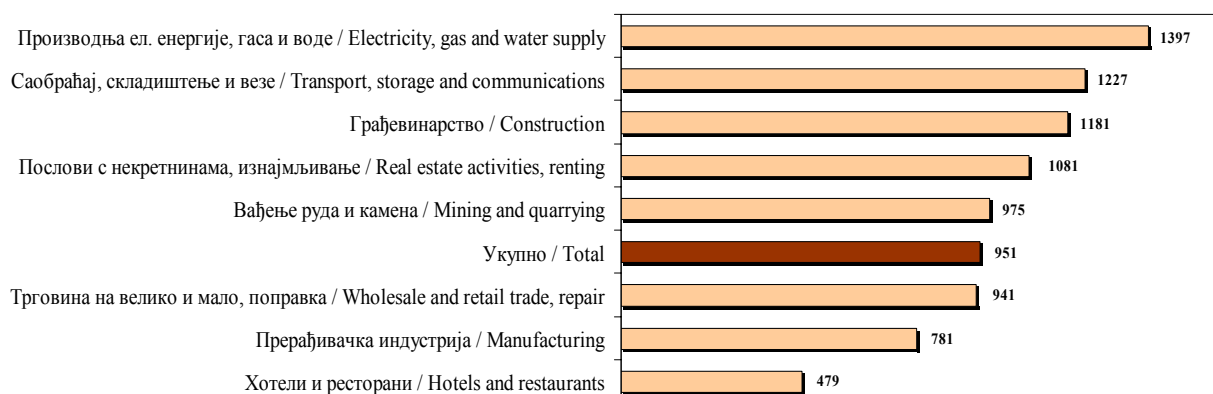 Производња ел. енергије, гаса и воде / Electricity, gas and water supply 1397
Саобраћај, складиштење и везе / Transport, storage and communications 1227
Грађевинарство / Construction 1181
Послови с некретнинама, изнајмљивање / Real estate activities, renting 1081
Вађење руда и камена / Mining and quarrying 975
Укупно / Total 951
Трговина на велико и мало, поправка / Wholesale and retail trade, repair 941
Прерађивачка индустрија / Manufacturing 781
Хотели и ресторани / Hotels and restaurants 479